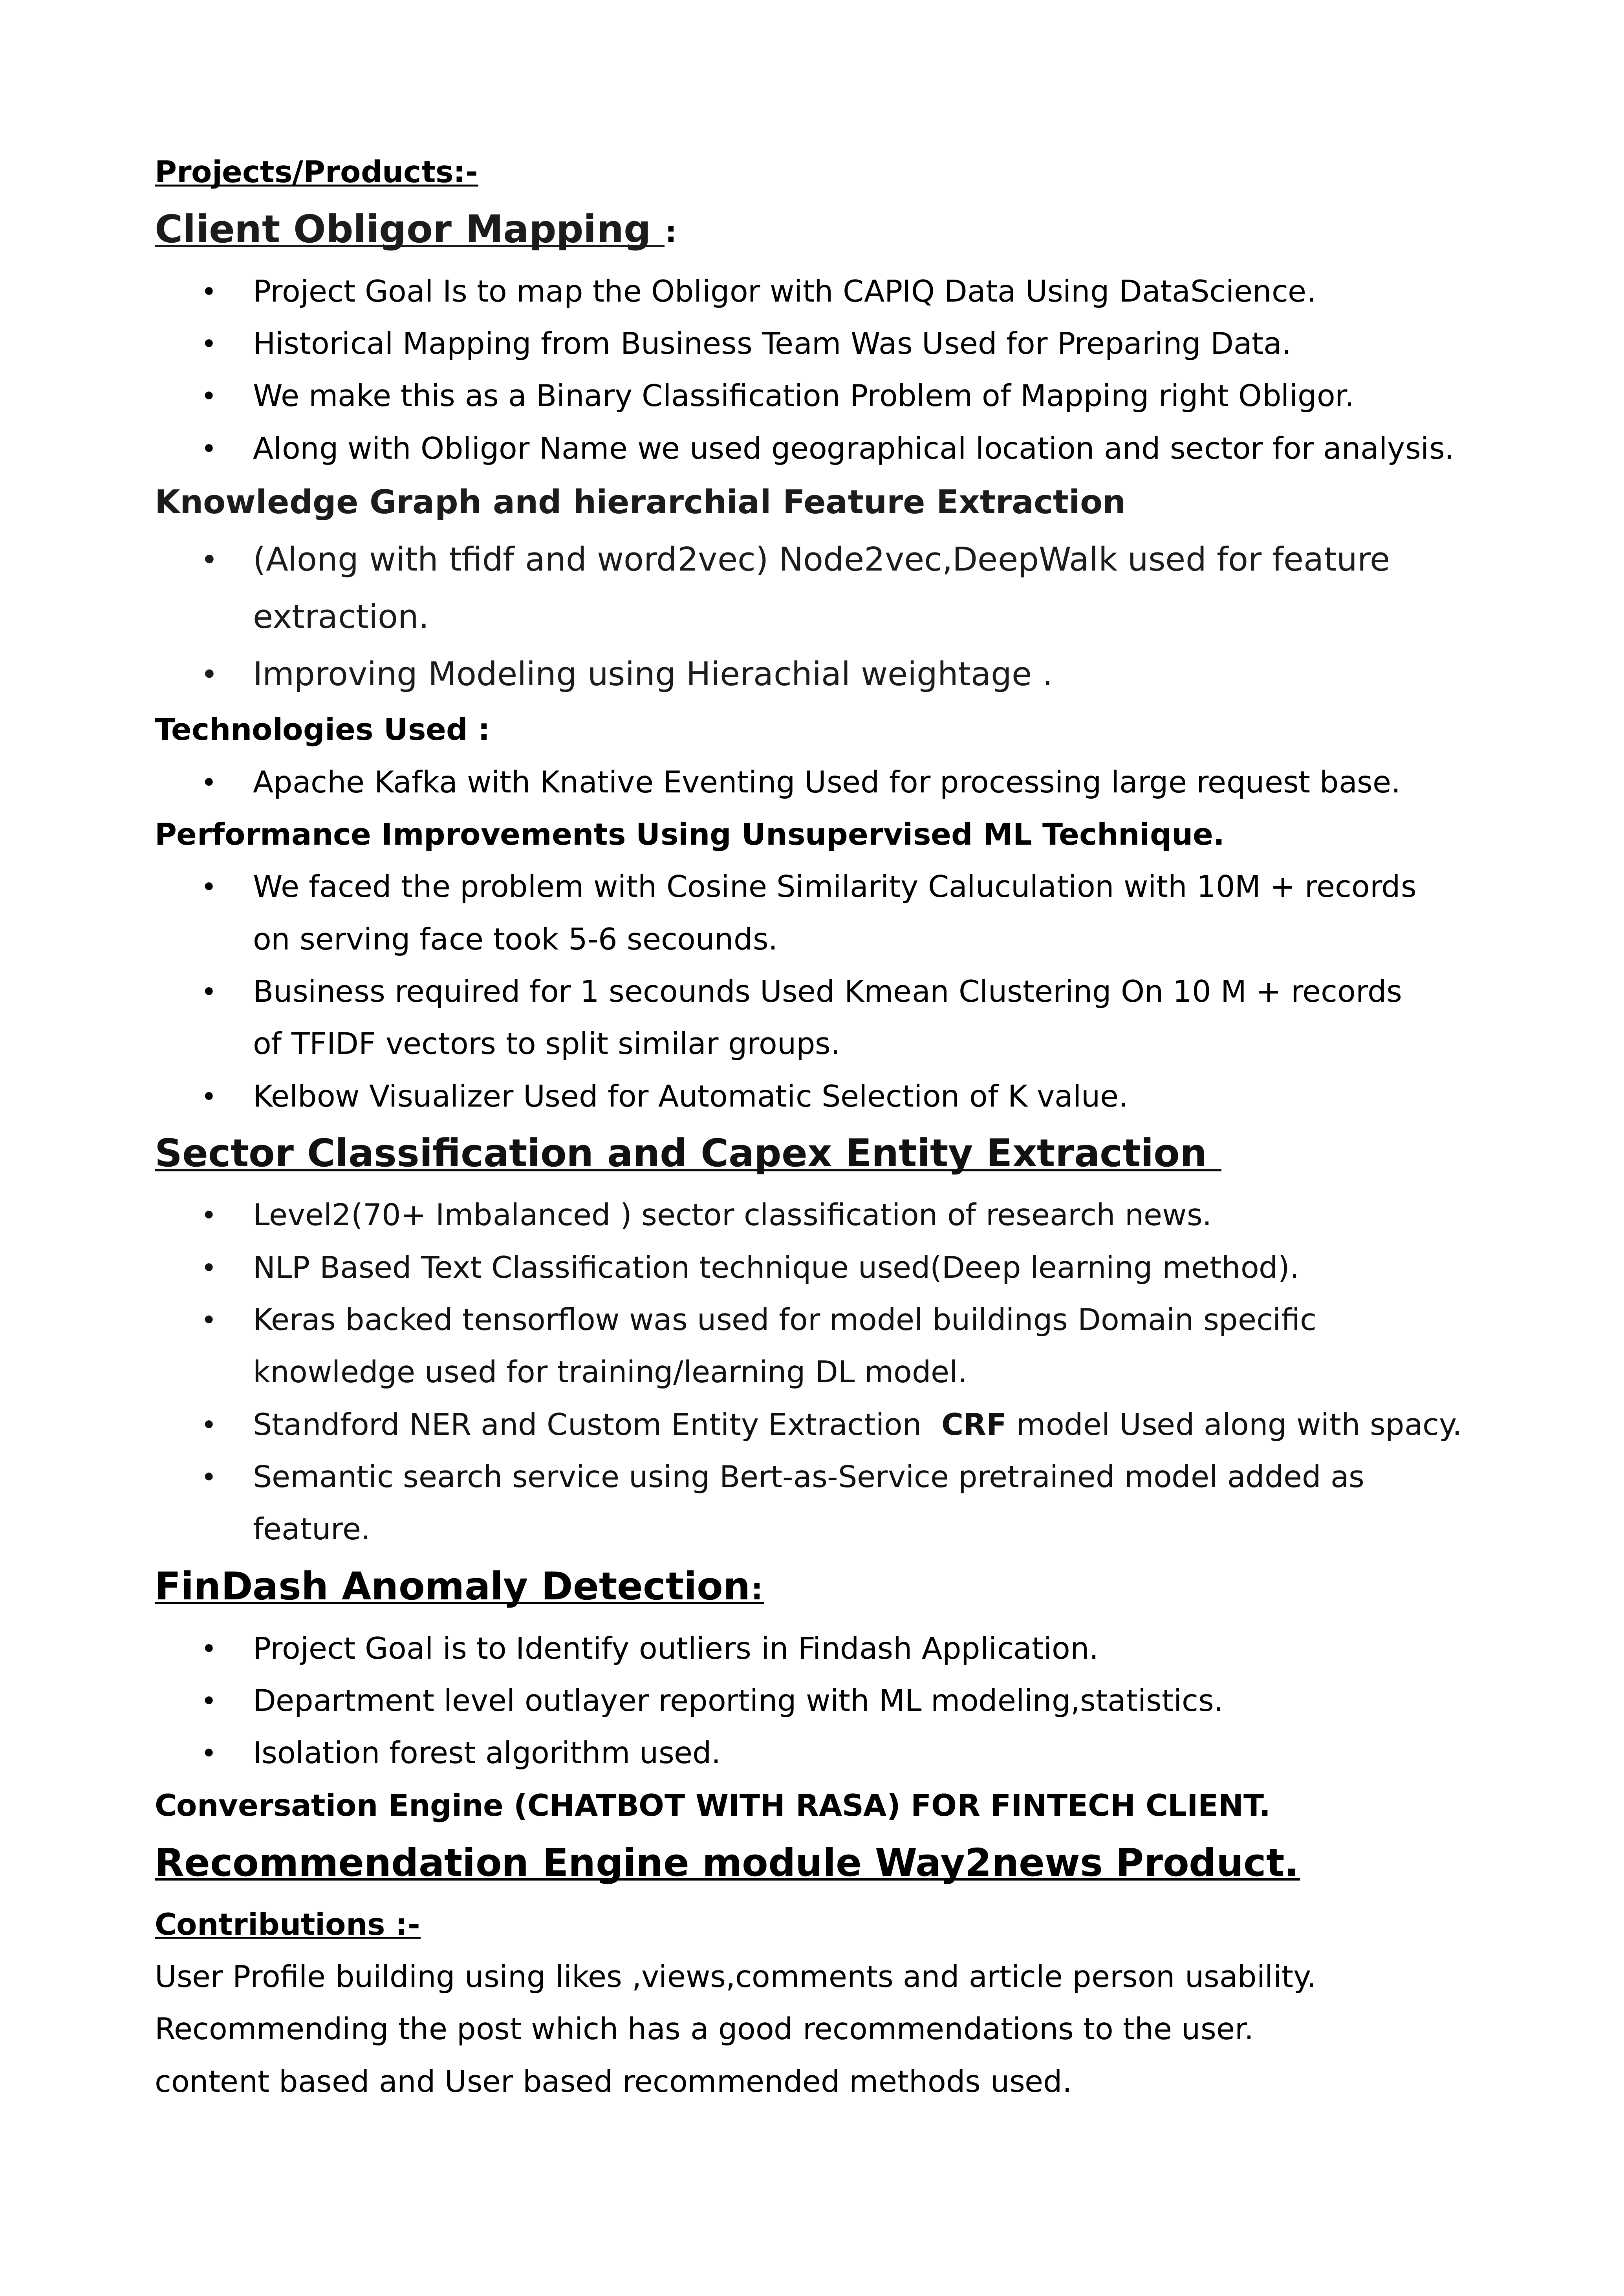 Projects/Products:-
Client Obligor Mapping :
• Project Goal Is to map the Obligor with CAPIQ Data Using DataScience.
• Historical Mapping from Business Team Was Used for Preparing Data.
• We make this as a Binary Classification Problem of Mapping right Obligor.
• Along with Obligor Name we used geographical location and sector for analysis.
Knowledge Graph and hierarchial Feature Extraction
• (Along with tfidf and word2vec) Node2vec,DeepWalk used for feature
extraction.
• Improving Modeling using Hierachial weightage .
Technologies Used :
• Apache Kafka with Knative Eventing Used for processing large request base.
Performance Improvements Using Unsupervised ML Technique.
• We faced the problem with Cosine Similarity Caluculation with 10M + records
on serving face took 5-6 secounds.
• Business required for 1 secounds Used Kmean Clustering On 10 M + records
of TFIDF vectors to split similar groups.
• Kelbow Visualizer Used for Automatic Selection of K value.
Sector Classification and Capex Entity Extraction
• Level2(70+ Imbalanced ) sector classification of research news.
• NLP Based Text Classification technique used(Deep learning method).
• Keras backed tensorflow was used for model buildings Domain specific
knowledge used for training/learning DL model.
• Standford NER and Custom Entity Extraction  CRF model Used along with spacy.
• Semantic search service using Bert-as-Service pretrained model added as
feature.
FinDash Anomaly Detection:
• Project Goal is to Identify outliers in Findash Application.
• Department level outlayer reporting with ML modeling,statistics.
• Isolation forest algorithm used.
Conversation Engine (CHATBOT WITH RASA) FOR FINTECH CLIENT.
Recommendation Engine module Way2news Product.
Contributions :-
User Profile building using likes ,views,comments and article person usability.
Recommending the post which has a good recommendations to the user.
content based and User based recommended methods used.